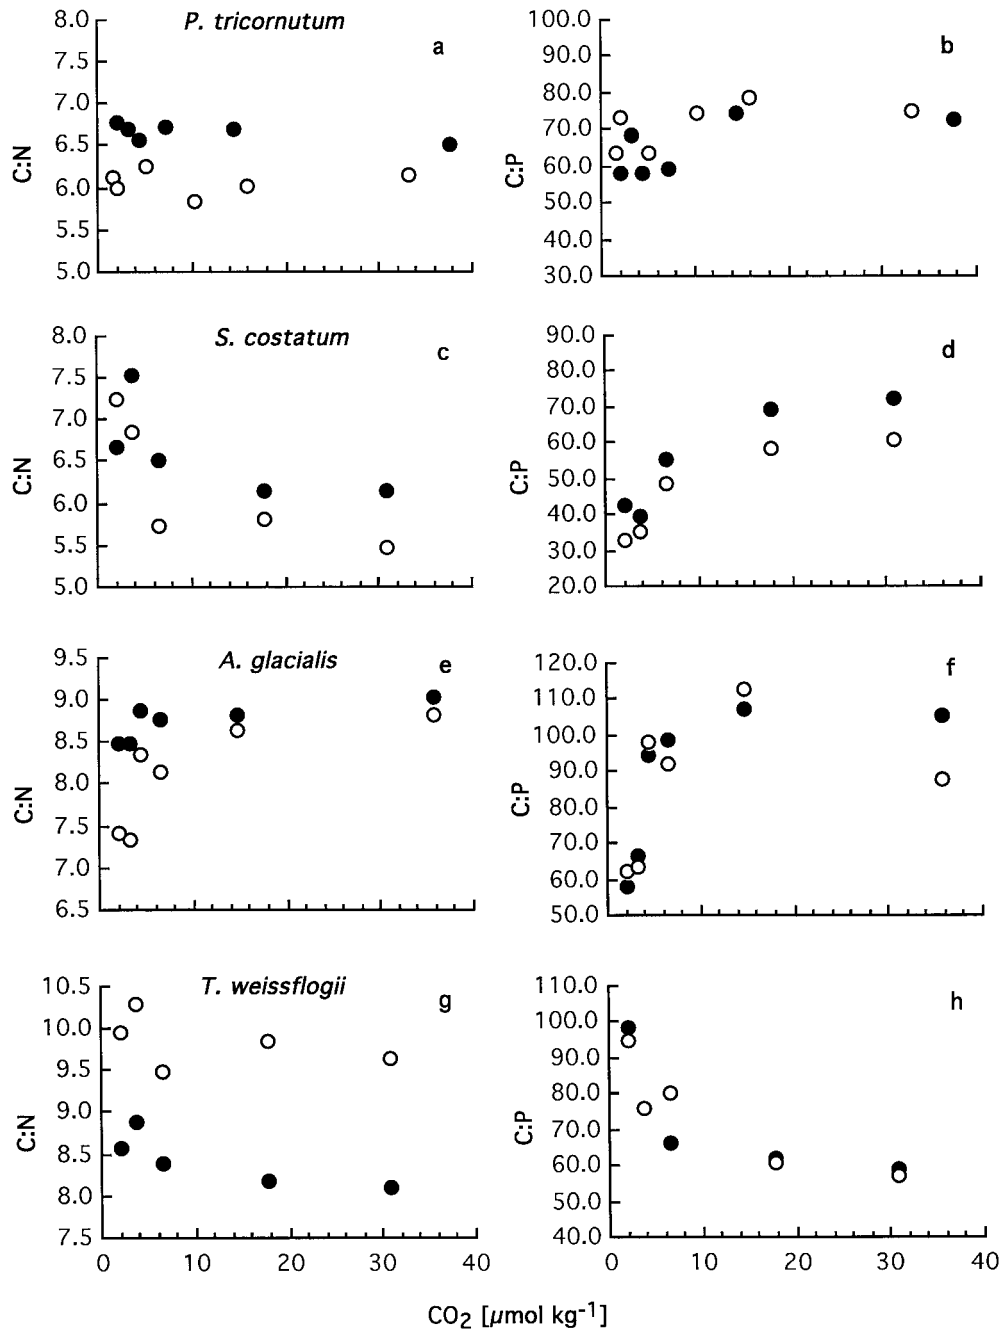 P. tricornutum
a
8.0
7.5
7.0
6.5
6.0
5.5
5.0
C:N
b
100.0
90.0
80.0
70.0
60.0
50.0
40.0
30.0
C:P
S. costatum
c
8.0
7.5
7.0
6.5
6.0
5.5
5.0
C:N
d
90.0
80.0
70.0
60.0
50.0
40.0
30.0
20.0
C:P
A. glacialis
e
9.5
9.0
8.5
8.0
7.5
7.0
6.5
C:N
f
120.0
110.0
100.0
90.0
80.0
70.0
60.0
50.0
C:P
T. weissflogii
g
10.5
10.0
9.5
9.0
8.5
8.0
7.5
C:N
0 10 20 30 40
h
100.0
90.0
80.0
70.0
60.0
50.0
40.0
C:P
0 10 20 30 40
CO₂ [µmol kg⁻¹]